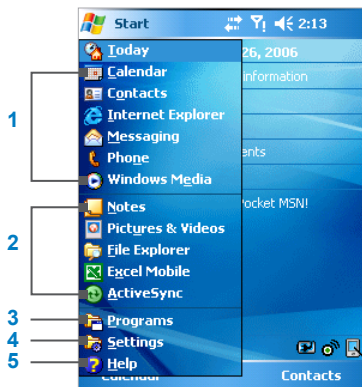 Start 2:13
Today
26, 2006
Calendar
information
Contacts
1
Internet Explorer
Messaging
ents
Phone
Windows Media
Notes
Pocket MSN!
Pictures & Videos
2
File Explorer
Excel Mobile
ActiveSync
3 Programs
4 Settings
5 Help
Calendar Contacts